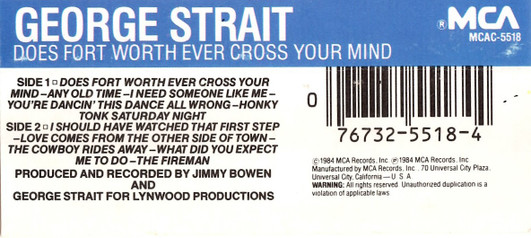 GEORGE STRAIT
DOES FORT WORTH EVER CROSS YOUR MIND
®MCA
MCAC-5518
SIDE 1 □ DOES FORT WORTH EVER CROSS YOUR
MIND – ANY OLD TIME – I NEED SOMEONE LIKE ME –
YOU'RE DANCIN' THIS DANCE ALL WRONG – HONKY
TONK SATURDAY NIGHT
SIDE 2 □ I SHOULD HAVE WATCHED THAT FIRST STEP
– LOVE COMES FROM THE OTHER SIDE OF TOWN –
THE COWBOY RIDES AWAY – WHAT DID YOU EXPECT
ME TO DO – THE FIREMAN
PRODUCED AND RECORDED BY JIMMY BOWEN
AND
GEORGE STRAIT FOR LYNWOOD PRODUCTIONS
0 76732-5518-4
©1984 MCA Records, Inc. ℗1984 MCA Records, Inc.
Manufactured by MCA Records, Inc., 70 Universal City Plaza,
Universal City, California – U S A
WARNING: All rights reserved. Unauthorized duplication is a
violation of applicable laws